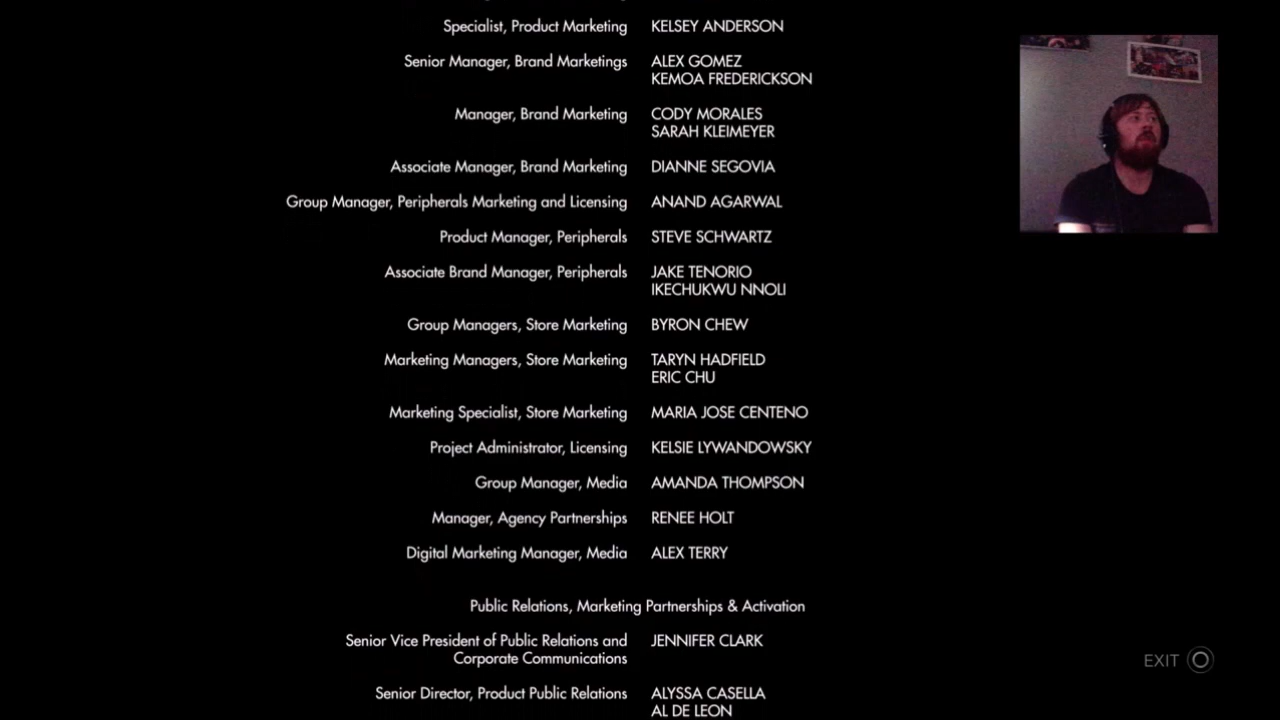 Specialist, Product Marketing KELSEY ANDERSON
Senior Manager, Brand Marketings ALEX GOMEZ
KEMOA FREDERICKSON
Manager, Brand Marketing CODY MORALES
SARAH KLEIMEYER
Associate Manager, Brand Marketing DIANNE SEGOVIA
Group Manager, Peripherals Marketing and Licensing ANAND AGARWAL
Product Manager, Peripherals STEVE SCHWARTZ
Associate Brand Manager, Peripherals JAKE TENORIO
IKECHUKWU NNOLI
Group Managers, Store Marketing BYRON CHEW
Marketing Managers, Store Marketing TARYN HADFIELD
ERIC CHU
Marketing Specialist, Store Marketing MARIA JOSE CENTENO
Project Administrator, Licensing KELSIE LYWANDOWSKY
Group Manager, Media AMANDA THOMPSON
Manager, Agency Partnerships RENEE HOLT
Digital Marketing Manager, Media ALEX TERRY
Public Relations, Marketing Partnerships & Activation
Senior Vice President of Public Relations and JENNIFER CLARK
Corporate Communications
Senior Director, Product Public Relations ALYSSA CASELLA
AL DE LEON
EXIT